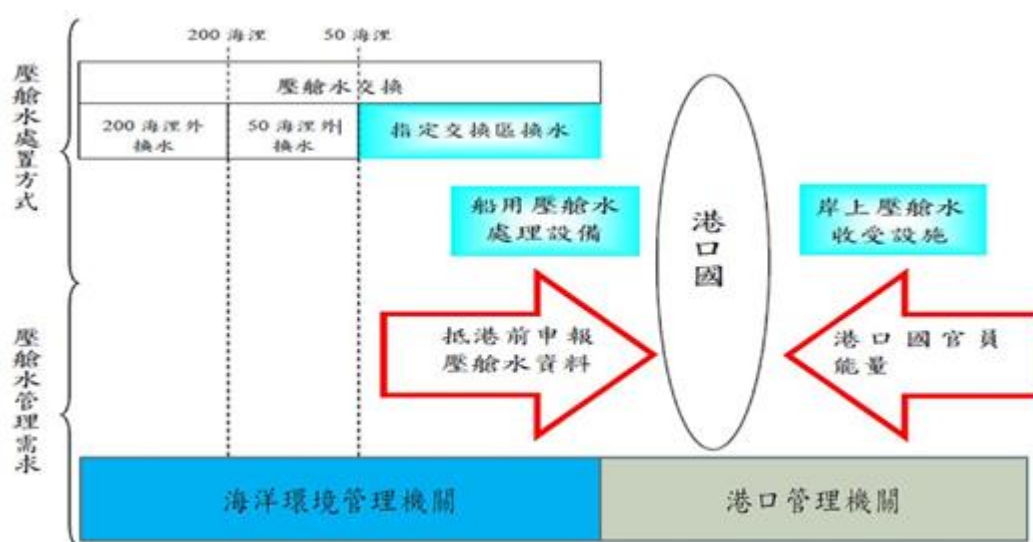 200 海浬
50 海浬
壓艙水處置方式
壓艙水交換
200 海浬外
換水
50 海浬外
換水
指定交換區換水
船用壓艙水
處理設備
港口國
岸上壓艙水
收受設施
抵港前申報
壓艙水資料
港口國官員
能量
壓艙水管理需求
海洋環境管理機關
港口管理機關